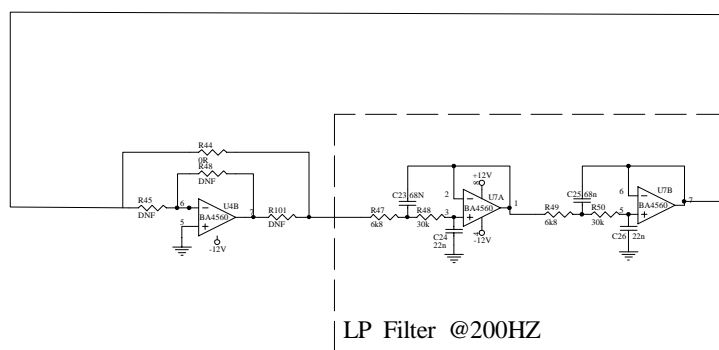 R44
0R
R48
DNF
R45
DNF
6
5
U4B
BA4560
7
-12V
R101
DNF
R47
6k8
C23
68N
R48
30k
C24
22n
2
3
+12V
8
U7A
BA4560
1
4
-12V
R49
6k8
C25
68n
R50
30k
C26
22n
6
5
U7B
BA4560
7
LP Filter @200HZ